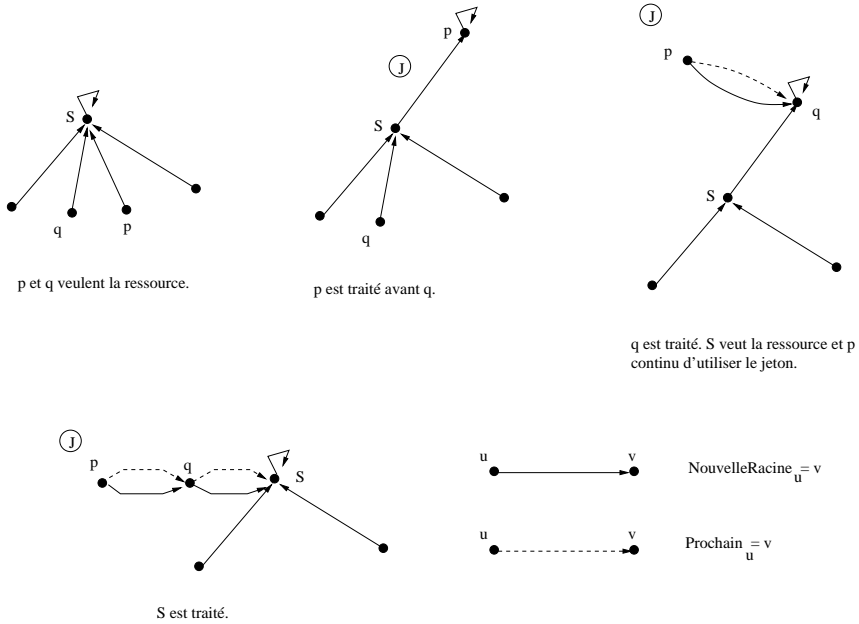 J
p
J
p
q
S
S
S
q
p
q
p et q veulent la ressource.
p est traité avant q.
q est traité. S veut la ressource et p
continu d'utiliser le jeton.
J
p
q
S
u
v
NouvelleRacine u = v
u
v
Prochain u = v
S est traité.